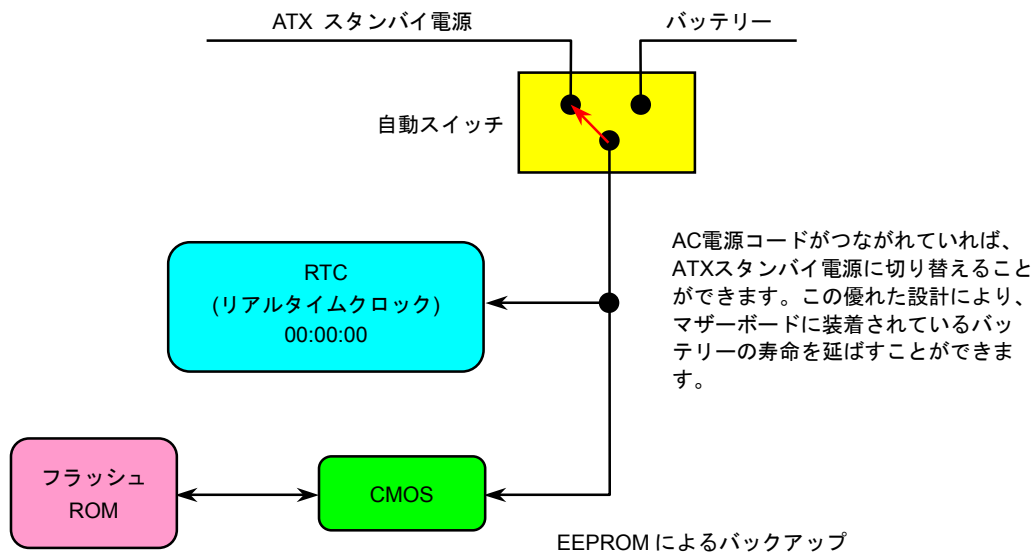 ATX スタンバイ電源
バッテリー
自動スイッチ
AC電源コードがつながれていれば、
ATXスタンバイ電源に切り替えること
ができます。この優れた設計により、
マザーボードに装着されているバッ
テリーの寿命を延ばすことができま
す。
RTC
(リアルタイムクロック)
00:00:00
フラッシュ
ROM
CMOS
EEPROM によるバックアップ